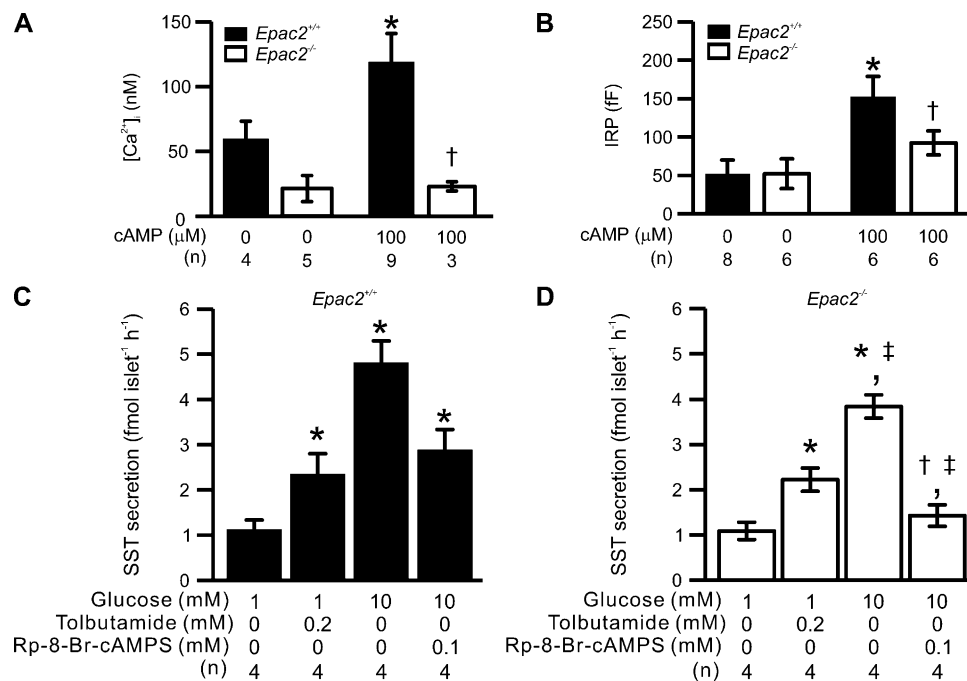 A
150
100
50
0
[Ca²⁺]ᵢ (nM)
Epac2⁺/⁺
Epac2⁻/⁻
*
†
cAMP (μM) 0 0 100 100
(n) 4 5 9 3
B
250
200
150
100
50
0
IRP (fF)
Epac2⁺/⁺
Epac2⁻/⁻
*
†
cAMP (μM) 0 0 100 100
(n) 8 6 6 6
C
Epac2⁺/⁺
6
5
4
3
2
1
0
SST secretion (fmol islet⁻¹ h⁻¹)
*
*
*
Glucose (mM) 1 1 10 10
Tolbutamide (mM) 0 0.2 0 0
Rp-8-Br-cAMPS (mM) 0 0 0 0.1
(n) 4 4 4 4
D
Epac2⁻/⁻
6
5
4
3
2
1
0
SST secretion (fmol islet⁻¹ h⁻¹)
*
*, ‡
†, ‡
Glucose (mM) 1 1 10 10
Tolbutamide (mM) 0 0.2 0 0
Rp-8-Br-cAMPS (mM) 0 0 0 0.1
(n) 4 4 4 4